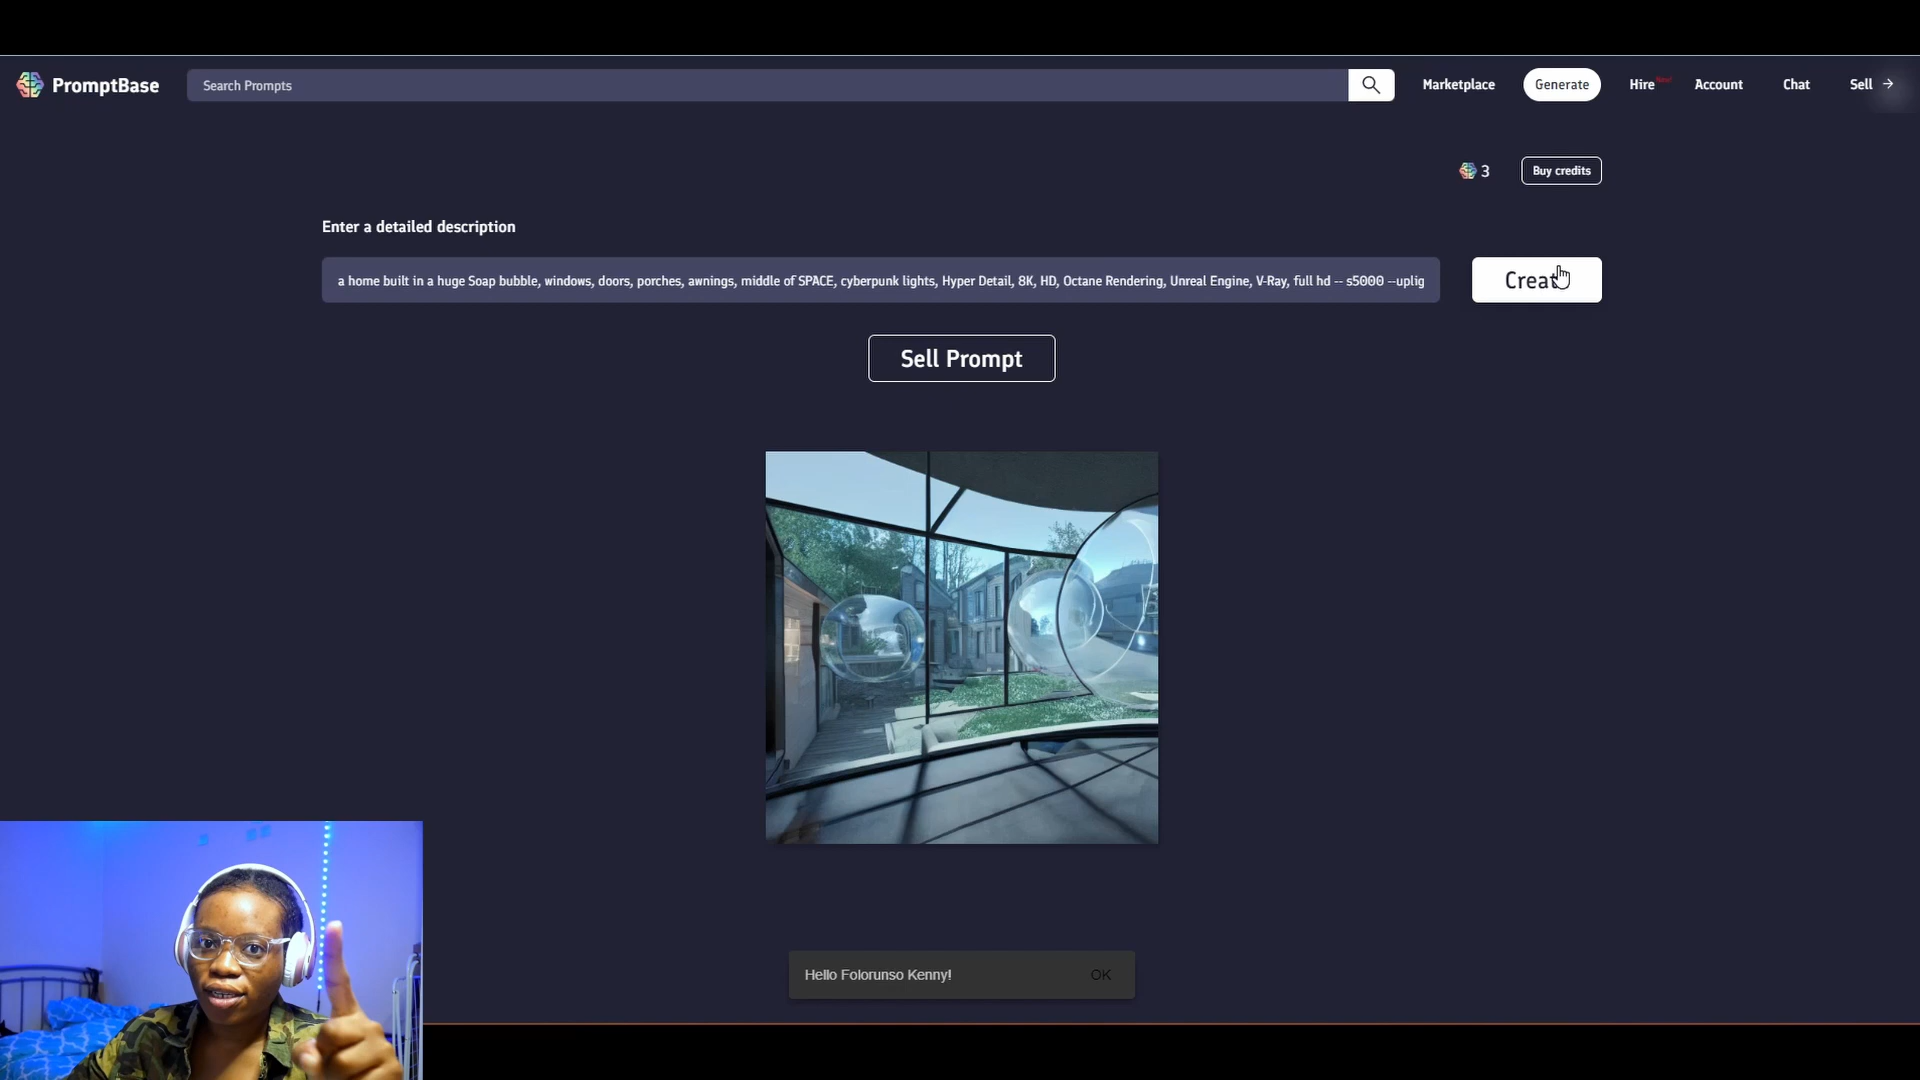 PromptBase
Search Prompts
Marketplace
Generate
Hire
New!
Account
Chat
Sell
3
Buy credits
Enter a detailed description
a home built in a huge Soap bubble, windows, doors, porches, awnings, middle of SPACE, cyberpunk lights, Hyper Detail, 8K, HD, Octane Rendering, Unreal Engine, V-Ray, full hd -- s5000 --uplig
Creat
Sell Prompt
Hello Folorunso Kenny!
OK